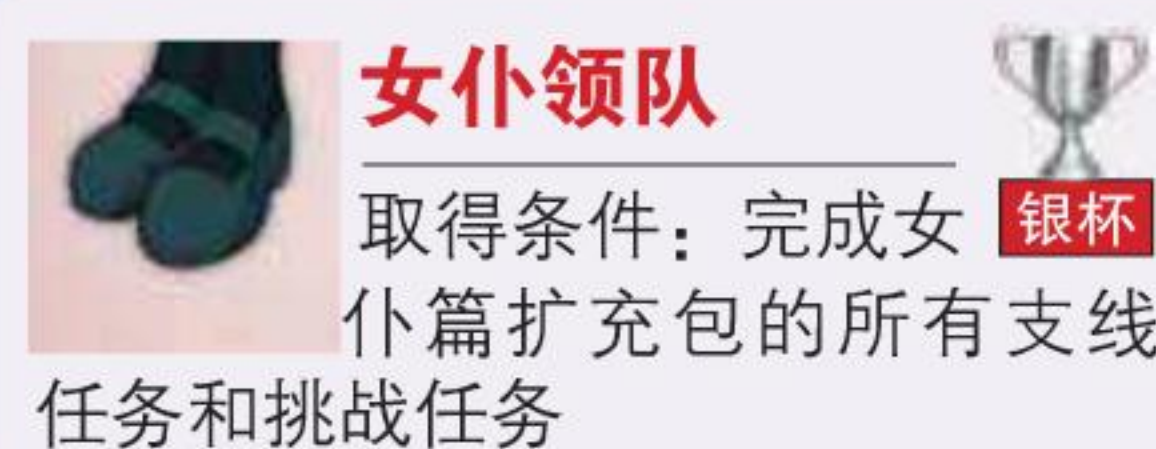 女仆领队
取得条件：完成女
银杯
仆篇扩充包的所有支线
任务和挑战任务